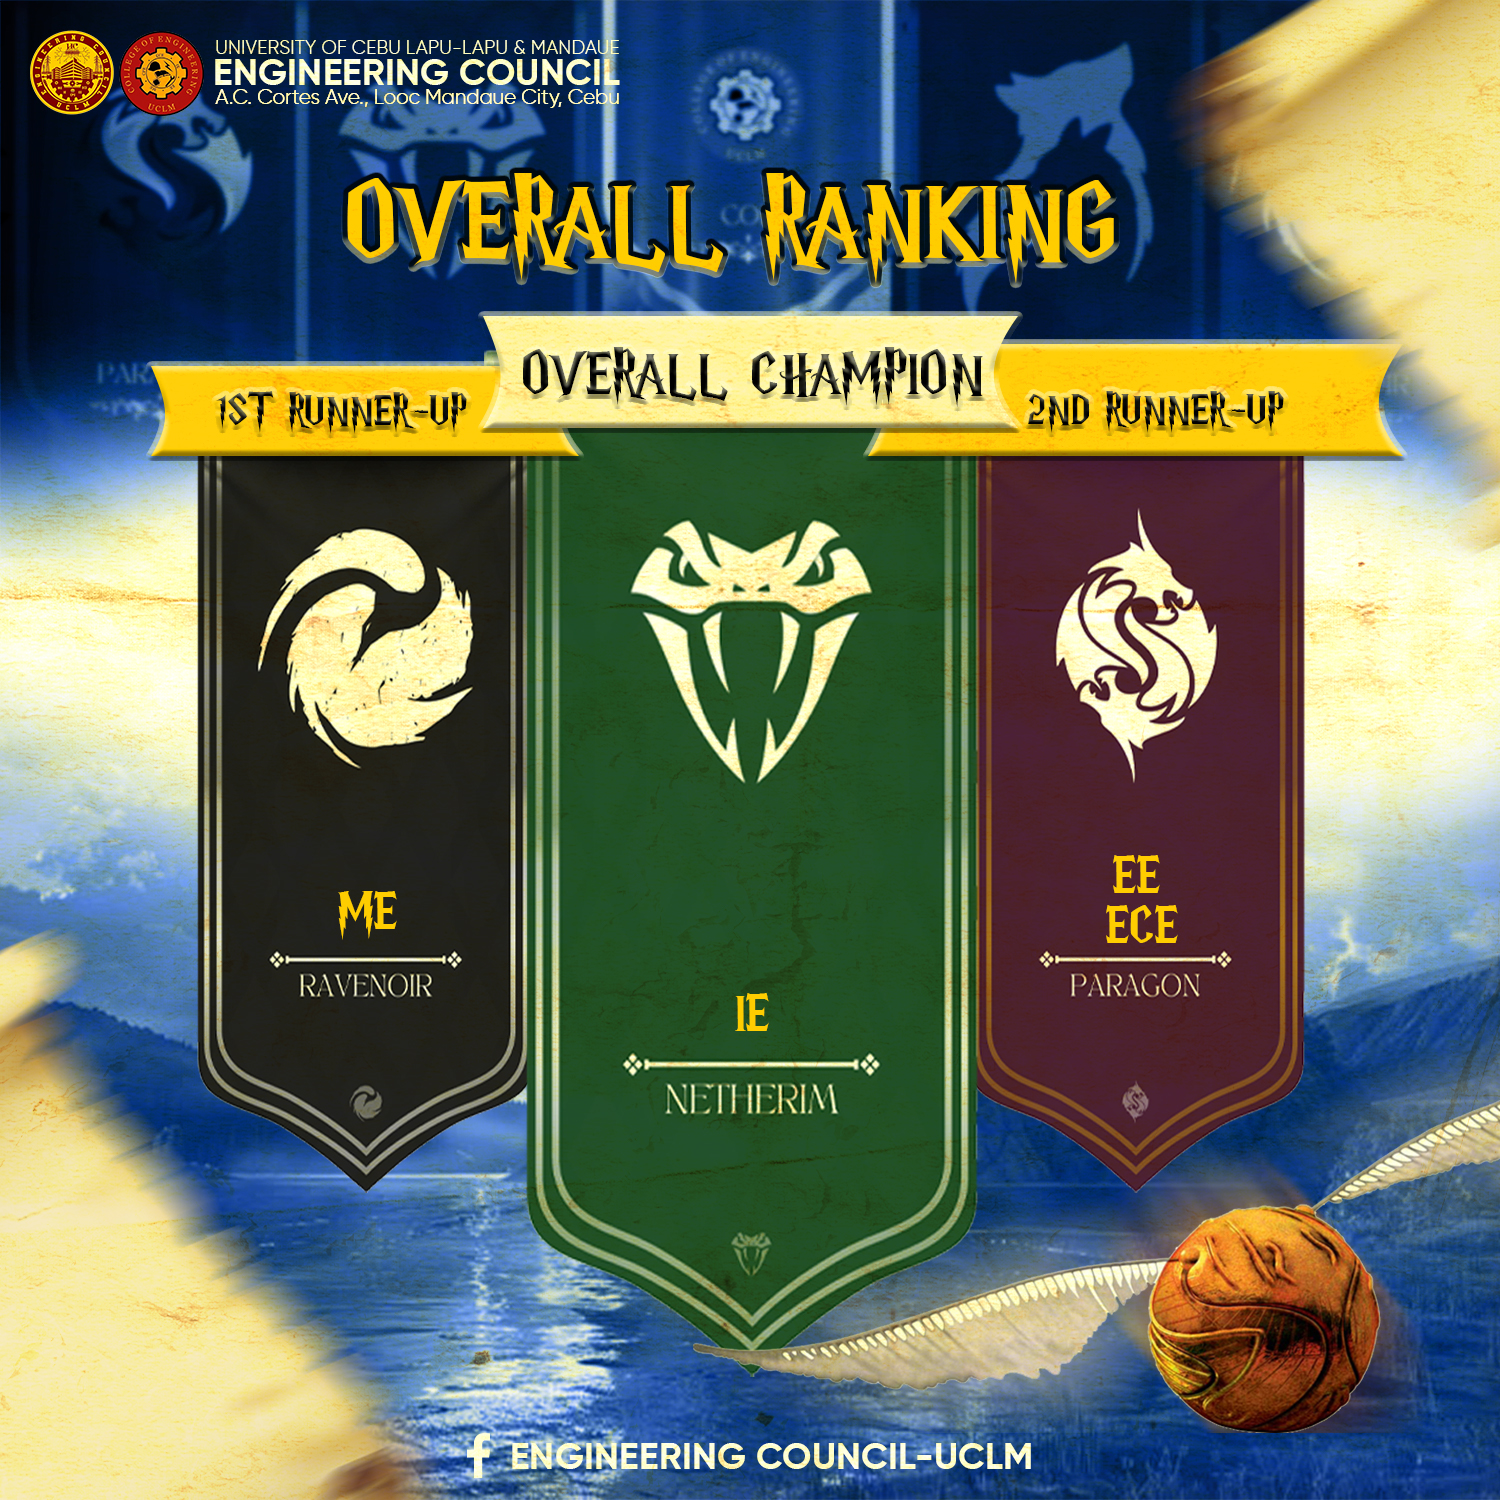 UNIVERSITY OF CEBU LAPU-LAPU & MANDAUE
ENGINEERING COUNCIL
A.C. Cortes Ave., Looc Mandaue City, Cebu
OVERALL RANKING
OVERALL CHAMPION
1ST RUNNER-UP
2ND RUNNER-UP
ME
RAVENOIR
IE
NETHERIM
EE
ECE
PARAGON
ENGINEERING COUNCIL-UCLM